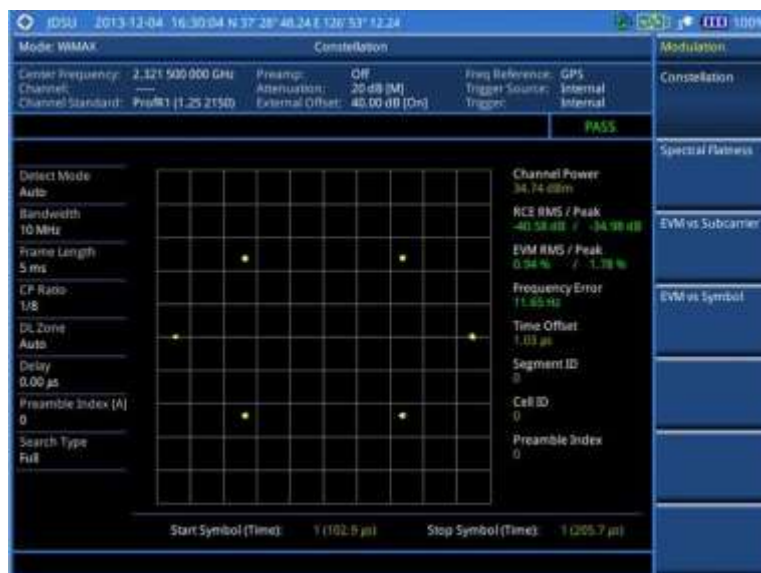 JDSU 2013-12-04 16:30:04 N 37° 28' 48.24 E 126° 53' 12.24 100%
Mode: WiMAX Constellation Modulation
Center Frequency: 2.321 500 000 GHz Preamp: Off Freq Reference: GPS
Channel: ---- Attenuation: 20 dB [M] Trigger Source: Internal
Channel Standard: Prof#1 (1.25 2150) External Offset: 40.00 dB [On] Trigger: Internal
PASS
Constellation
Spectral Flatness
EVM vs Subcarrier
EVM vs Symbol
Detect Mode
Auto
Bandwidth
10 MHz
Frame Length
5 ms
CP Ratio
1/8
DL Zone
Auto
Delay
0.00 µs
Preamble Index [A]
0
Search Type
Full
Channel Power
34.74 dBm
RCE RMS / Peak
-40.58 dB / -34.98 dB
EVM RMS / Peak
0.94 % / 1.78 %
Frequency Error
11.65 Hz
Time Offset
1.03 µs
Segment ID
0
Cell ID
0
Preamble Index
0
Start Symbol (Time): 1 (102.9 µs) Stop Symbol (Time): 1 (205.7 µs)